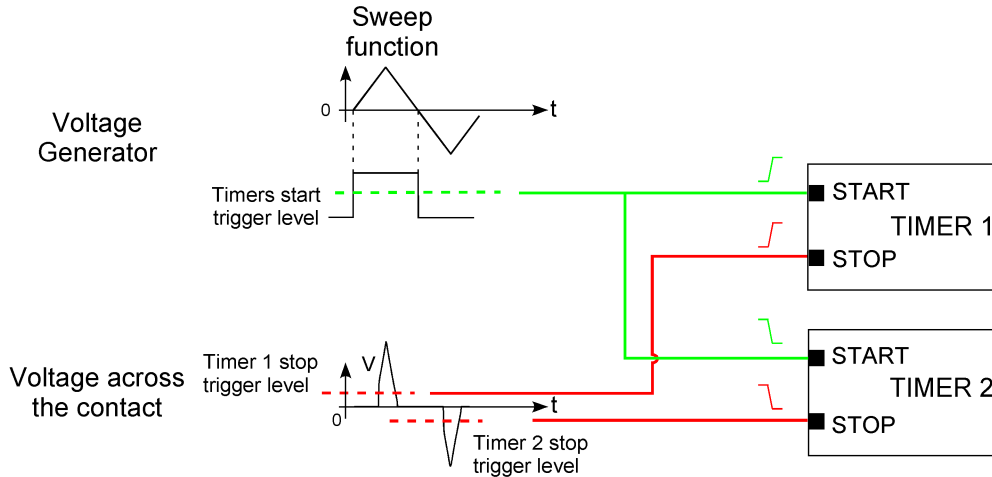 Sweep
function
0
t
Voltage
Generator
Timers start
trigger level
START
TIMER 1
STOP
START
TIMER 2
STOP
Voltage across
the contact
Timer 1 stop
trigger level
V
0
t
Timer 2 stop
trigger level